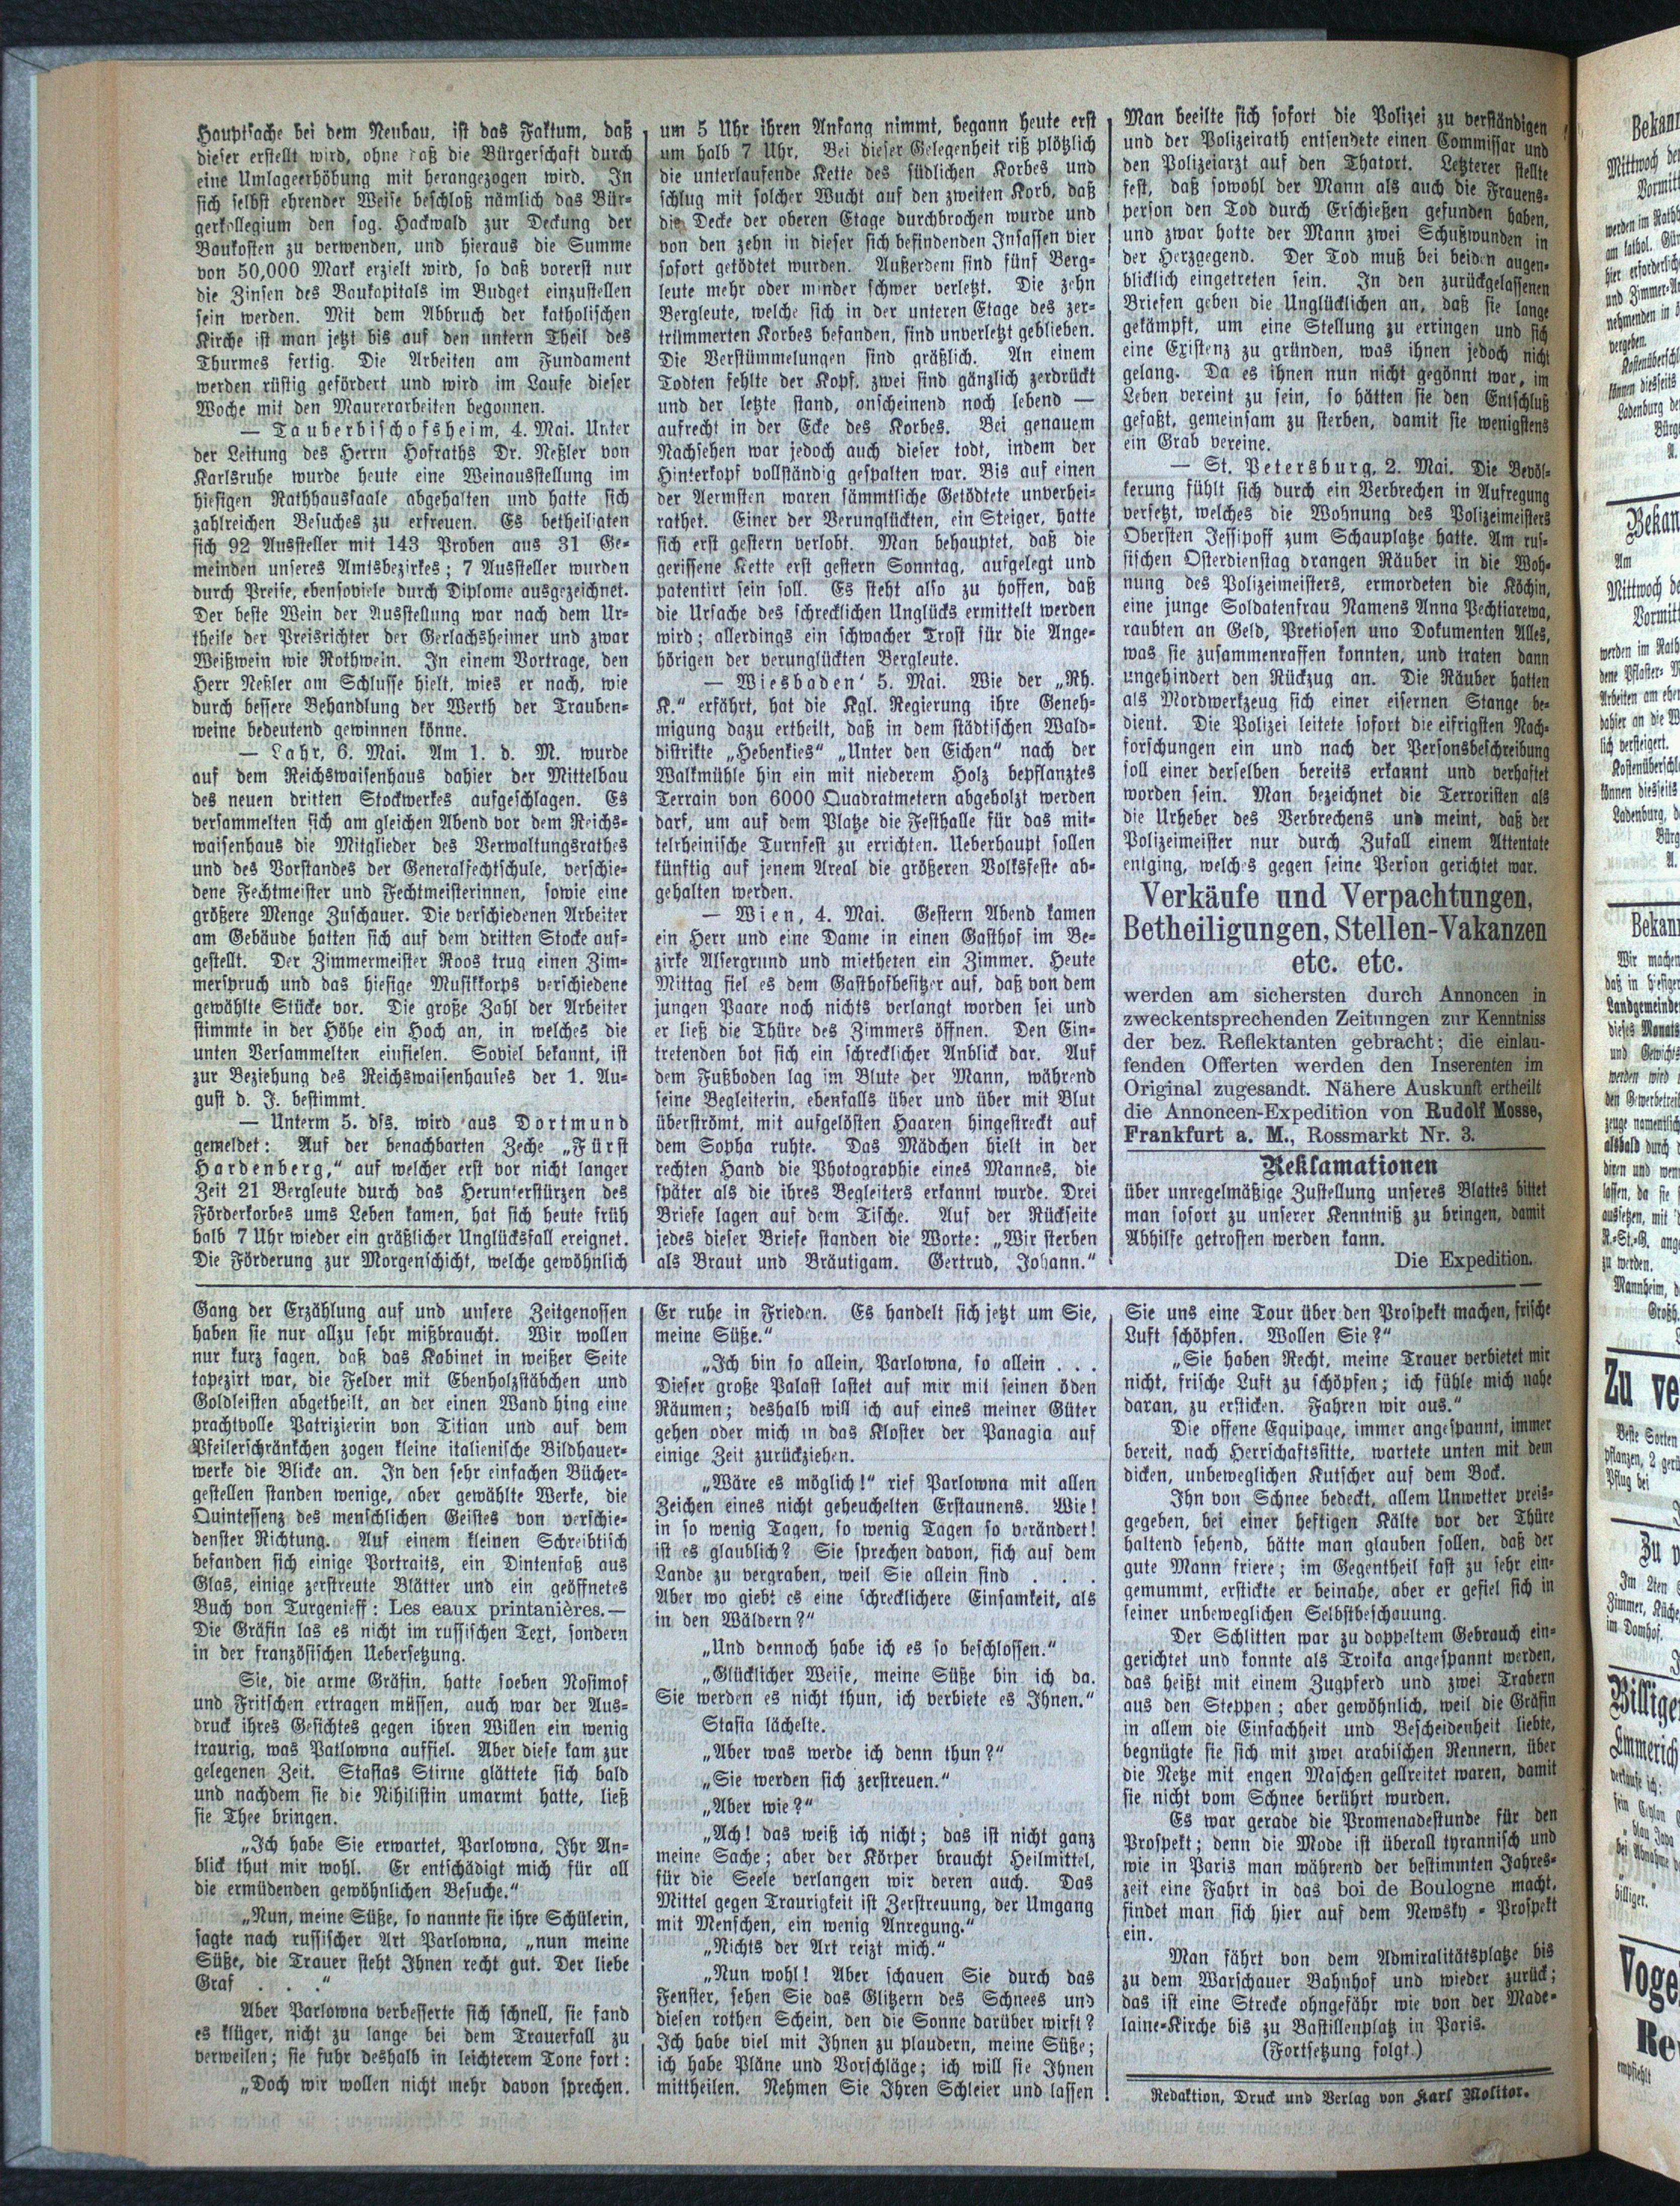 Hauptsache bei dem Neubau, ist das Faktum, daß
dieser erstellt wird, ohne daß die Bürgerschaft durch
eine Umlageerhöhung mit herangezogen wird. In
sich selbst ehrender Weise beschloß nämlich das Bür-
gerkollegium den sog. Hackwald zur Deckung der
Baukosten zu verwenden, und hieraus die Summe
von 50,000 Mark erzielt wird, so daß vorerst nur
die Zinsen des Baukapitals im Budget einzustellen
sein werden. Mit dem Abbruch der katholischen
Kirche ist man jetzt bis auf den untern Theil des
Thurmes fertig. Die Arbeiten am Fundament
werden rüstig gefördert und wird im Laufe dieser
Woche mit den Maurerarbeiten begonnen.
— Tauberbischofsheim, 4. Mai. Unter
der Leitung des Herrn Hofraths Dr. Neßler von
Karlsruhe wurde heute eine Weinausstellung im
hiesigen Rathhaussaale abgehalten und hatte sich
zahlreichen Besuches zu erfreuen. Es betheiligten
sich 92 Aussteller mit 143 Proben aus 31 Ge-
meinden unseres Amtsbezirkes; 7 Aussteller wurden
durch Preise, ebensoviele durch Diplome ausgezeichnet.
Der beste Wein der Ausstellung war nach dem Ur-
theile der Preisrichter der Gerlachsheimer und zwar
Weißwein wie Rothwein. In einem Vortrage, den
Herr Neßler am Schlusse hielt, wies er nach, wie
durch bessere Behandlung der Werth der Trauben-
weine bedeutend gewinnen könne.
— Lahr, 6. Mai. Am 1. d. M. wurde
auf dem Reichswaisenhaus dahier der Mittelbau
des neuen dritten Stockwerkes aufgeschlagen. Es
versammelten sich am gleichen Abend vor dem Reichs-
waisenhaus die Mitglieder des Verwaltungsrathes
und des Vorstandes der Generalfechtschule, verschie-
dene Fechtmeister und Fechtmeisterinnen, sowie eine
größere Menge Zuschauer. Die verschiedenen Arbeiter
am Gebäude hatten sich auf dem dritten Stocke auf-
gestellt. Der Zimmermeister Roos trug einen Zim-
merspruch und das hiesige Musikkorps verschiedene
gewählte Stücke vor. Die große Zahl der Arbeiter
stimmte in der Höhe ein Hoch an, in welches die
unten Versammelten einfielen. Soviel bekannt, ist
zur Beziehung des Reichswaisenhauses der 1. Au-
gust d. J. bestimmt.
— Unterm 5. dss. wird aus Dortmund
gemeldet: Auf der benachbarten Zeche „Fürst
Hardenberg,“ auf welcher erst vor nicht langer
Zeit 21 Bergleute durch das Herunterstürzen des
Förderkorbes ums Leben kamen, hat sich heute früh
halb 7 Uhr wieder ein gräßlicher Unglücksfall ereignet.
Die Förderung zur Morgenschicht, welche gewöhnlich
um 5 Uhr ihren Anfang nimmt, begann heute erst
um halb 7 Uhr. Bei dieser Gelegenheit riß plötzlich
die unterlaufende Kette des südlichen Korbes und
schlug mit solcher Wucht auf den zweiten Korb, daß
die Decke der oberen Etage durchbrochen wurde und
von den zehn in dieser sich befindenden Insassen vier
sofort getödtet wurden. Außerdem sind fünf Berg-
leute mehr oder minder schwer verletzt. Die zehn
Bergleute, welche sich in der unteren Etage des zer-
trümmerten Korbes befanden, sind unverletzt geblieben.
Die Verstümmelungen sind gräßlich. An einem
Todten fehlte der Kopf, zwei sind gänzlich zerdrückt
und der letzte stand, anscheinend noch lebend —
aufrecht in der Ecke des Korbes. Bei genauem
Nachsehen war jedoch auch dieser todt, indem der
Hinterkopf vollständig gespalten war. Bis auf einen
der Aermsten waren sämmtliche Getödtete unverhei-
rathet. Einer der Verunglückten, ein Steiger, hatte
sich erst gestern verlobt. Man behauptet, daß die
gerissene Kette erst gestern Sonntag, aufgelegt und
patentirt sein soll. Es steht also zu hoffen, daß
die Ursache des schrecklichen Unglücks ermittelt werden
wird; allerdings ein schwacher Trost für die Ange-
hörigen der verunglückten Bergleute.
— Wiesbaden' 5. Mai. Wie der „Rh.
K.“ erfährt, hat die Kgl. Regierung ihre Geneh-
migung dazu ertheilt, daß in dem städtischen Wald-
distrikte „Hebenkies“ „Unter den Eichen“ nach der
Walkmühle hin ein mit niederem Holz bepflanztes
Terrain von 6000 Quadratmetern abgeholzt werden
darf, um auf dem Platze die Festhalle für das mit-
telrheinische Turnfest zu errichten. Ueberhaupt sollen
künftig auf jenem Areal die größeren Volksfeste ab-
gehalten werden.
— Wien, 4. Mai. Gestern Abend kamen
ein Herr und eine Dame in einen Gasthof im Be-
zirke Alsergrund und mietheten ein Zimmer. Heute
Mittag fiel es dem Gasthofbesitzer auf, daß von dem
jungen Paare noch nichts verlangt worden sei und
er ließ die Thüre des Zimmers öffnen. Den Ein-
tretenden bot sich ein schrecklicher Anblick dar. Auf
dem Fußboden lag im Blute der Mann, während
seine Begleiterin, ebenfalls über und über mit Blut
überströmt, mit aufgelösten Haaren hingestreckt auf
dem Sopha ruhte. Das Mädchen hielt in der
rechten Hand die Photographie eines Mannes, die
später als die ihres Begleiters erkannt wurde. Drei
Briefe lagen auf dem Tische. Auf der Rückseite
jedes dieser Briefe standen die Worte: „Wir sterben
als Braut und Bräutigam. Gertrud, Johann.“
Man beeilte sich sofort die Polizei zu verständigen
und der Polizeirath entsendete einen Commissar und
den Polizeiarzt auf den Thatort. Letzterer stellte
fest, daß sowohl der Mann als auch die Frauens-
person den Tod durch Erschießen gefunden haben,
und zwar hatte der Mann zwei Schußwunden in
der Herzgegend. Der Tod muß bei beiden augen-
blicklich eingetreten sein. In den zurückgelassenen
Briefen geben die Unglücklichen an, daß sie lange
gekämpft, um eine Stellung zu erringen und sich
eine Existenz zu gründen, was ihnen jedoch nicht
gelang. Da es ihnen nun nicht gegönnt war, im
Leben vereint zu sein, so hätten sie den Entschluß
gefaßt, gemeinsam zu sterben, damit sie wenigstens
ein Grab vereine.
— St. Petersburg, 2. Mai. Die Bevöl-
kerung fühlt sich durch ein Verbrechen in Aufregung
versetzt, welches die Wohnung des Polizeimeisters
Obersten Jessipoff zum Schauplatze hatte. Am rus-
sischen Osterdienstag drangen Räuber in die Woh-
nung des Polizeimeisters, ermordeten die Köchin,
eine junge Soldatenfrau Namens Anna Pechtiarewa,
raubten an Geld, Pretiosen uno Dokumenten Alles,
was sie zusammenraffen konnten, und traten dann
ungehindert den Rückzug an. Die Räuber hatten
als Mordwerkzeug sich einer eisernen Stange be-
dient. Die Polizei leitete sofort die eifrigsten Nach-
forschungen ein und nach der Personsbeschreibung
soll einer derselben bereits erkannt und verhaftet
worden sein. Man bezeichnet die Terroristen als
die Urheber des Verbrechens und meint, daß der
Polizeimeister nur durch Zufall einem Attentate
entging, welches gegen seine Person gerichtet war.
Verkäufe und Verpachtungen,
Betheiligungen, Stellen-Vakanzen
etc. etc.
werden am sichersten durch Annoncen in
zweckentsprechenden Zeitungen zur Kenntniss
der bez. Reflektanten gebracht; die einlau-
fenden Offerten werden den Inserenten im
Original zugesandt. Nähere Auskunft ertheilt
die Annoncen-Expedition von Rudolf Mosse,
Frankfurt a. M., Rossmarkt Nr. 3.
Reklamationen
über unregelmäßige Zustellung unseres Blattes bittet
man sofort zu unserer Kenntniß zu bringen, damit
Abhilfe getroffen werden kann.
Die Expedition.
Gang der Erzählung auf und unsere Zeitgenossen
haben sie nur allzu sehr mißbraucht. Wir wollen
nur kurz sagen, daß das Kabinet in weißer Seite
tapezirt war, die Felder mit Ebenholzstäbchen und
Goldleisten abgetheilt, an der einen Wand hing eine
prachtvolle Patrizierin von Titian und auf dem
Pfeilerschränkchen zogen kleine italienische Bildhauer-
werke die Blicke an. In den sehr einfachen Bücher-
gestellen standen wenige, aber gewählte Werke, die
Quintessenz des menschlichen Geistes von verschie-
denster Richtung. Auf einem kleinen Schreibtisch
befanden sich einige Portraits, ein Dintenfaß aus
Glas, einige zerstreute Blätter und ein geöffnetes
Buch von Turgenieff: Les eaux printanières.—
Die Gräfin las es nicht im russischen Text, sondern
in der französischen Uebersetzung.
Sie, die arme Gräfin, hatte soeben Nosimof
und Fritschen ertragen müssen, auch war der Aus-
druck ihres Gesichtes gegen ihren Willen ein wenig
traurig, was Patlowna auffiel. Aber diese kam zur
gelegenen Zeit. Stasias Stirne glättete sich bald
und nachdem sie die Nihilistin umarmt hatte, ließ
sie Thee bringen.
„Ich habe Sie erwartet, Parlowna, Ihr An-
blick thut mir wohl. Er entschädigt mich für all
die ermüdenden gewöhnlichen Besuche.“
„Nun, meine Süße, so nannte sie ihre Schülerin,
sagte nach russischer Art Parlowna, „nun meine
Süße, die Trauer steht Ihnen recht gut. Der liebe
Graf . . . “
Aber Parlowna verbesserte sich schnell, sie fand
es klüger, nicht zu lange bei dem Trauerfall zu
verweilen; sie fuhr deshalb in leichterem Tone fort:
„Doch wir wollen nicht mehr davon sprechen.
Er ruhe in Frieden. Es handelt sich jetzt um Sie,
meine Süße.“
„Ich bin so allein, Parlowna, so allein . . .
Dieser große Palast lastet auf mir mit seinen öden
Räumen; deshalb will ich auf eines meiner Güter
gehen oder mich in das Kloster der Panagia auf
einige Zeit zurückziehen.
„Wäre es möglich!“ rief Parlowna mit allen
Zeichen eines nicht geheuchelten Erstaunens. Wie!
in so wenig Tagen, so wenig Tagen so verändert!
ist es glaublich? Sie sprechen davon, sich auf dem
Lande zu vergraben, weil Sie allein sind . . .
Aber wo giebt es eine schrecklichere Einsamkeit, als
in den Wäldern?“
„Und dennoch habe ich es so beschlossen.“
„Glücklicher Weise, meine Süße bin ich da.
Sie werden es nicht thun, ich verbiete es Ihnen.“
Stasia lächelte.
„Aber was werde ich denn thun?“
„Sie werden sich zerstreuen.“
„Aber wie?“
„Ach! das weiß ich nicht; das ist nicht ganz
meine Sache; aber der Körper braucht Heilmittel,
für die Seele verlangen wir deren auch. Das
Mittel gegen Traurigkeit ist Zerstreuung, der Umgang
mit Menschen, ein wenig Anregung.“
„Nichts der Art reizt mich.“
„Nun wohl! Aber schauen Sie durch das
Fenster, sehen Sie das Glitzern des Schnees und
diesen rothen Schein, den die Sonne darüber wirft?
Ich habe viel mit Ihnen zu plaudern, meine Süße;
ich habe Pläne und Vorschläge; ich will sie Ihnen
mittheilen. Nehmen Sie Ihren Schleier und lassen
Sie uns eine Tour über den Prospekt machen, frische
Luft schöpfen. Wollen Sie?“
„Sie haben Recht, meine Trauer verbietet mir
nicht, frische Luft zu schöpfen; ich fühle mich nahe
daran, zu ersticken. Fahren wir aus.“
Die offene Equipage, immer angespannt, immer
bereit, nach Herrschaftssitte, wartete unten mit dem
dicken, unbeweglichen Kutscher auf dem Bock.
Ihn von Schnee bedeckt, allem Unwetter preis-
gegeben, bei einer heftigen Kälte vor der Thüre
haltend sehend, hätte man glauben sollen, daß der
gute Mann friere; im Gegentheil fast zu sehr ein-
gemummt, erstickte er beinahe, aber er gefiel sich in
seiner unbeweglichen Selbstbeschauung.
Der Schlitten war zu doppeltem Gebrauch ein-
gerichtet und konnte als Troika angespannt werden,
das heißt mit einem Zugpferd und zwei Trabern
aus den Steppen; aber gewöhnlich, weil die Gräfin
in allem die Einfachheit und Bescheidenheit liebte,
begnügte sie sich mit zwei arabischen Rennern, über
die Netze mit engen Maschen gellreitet waren, damit
sie nicht vom Schnee berührt wurden.
Es war gerade die Promenadestunde für den
Prospekt; denn die Mode ist überall tyrannisch und
wie in Paris man während der bestimmten Jahres-
zeit eine Fahrt in das boi de Boulogne macht,
findet man sich hier auf dem Newsky-Prospekt
ein.
Man fährt von dem Admiralitätsplatze bis
zu dem Warschauer Bahnhof und wieder zurück;
das ist eine Strecke ohngefähr wie von der Made-
laine-Kirche bis zu Bastillenplatz in Paris.
(Fortsetzung folgt.)
Redaktion, Druck und Verlag von Karl Molitor.